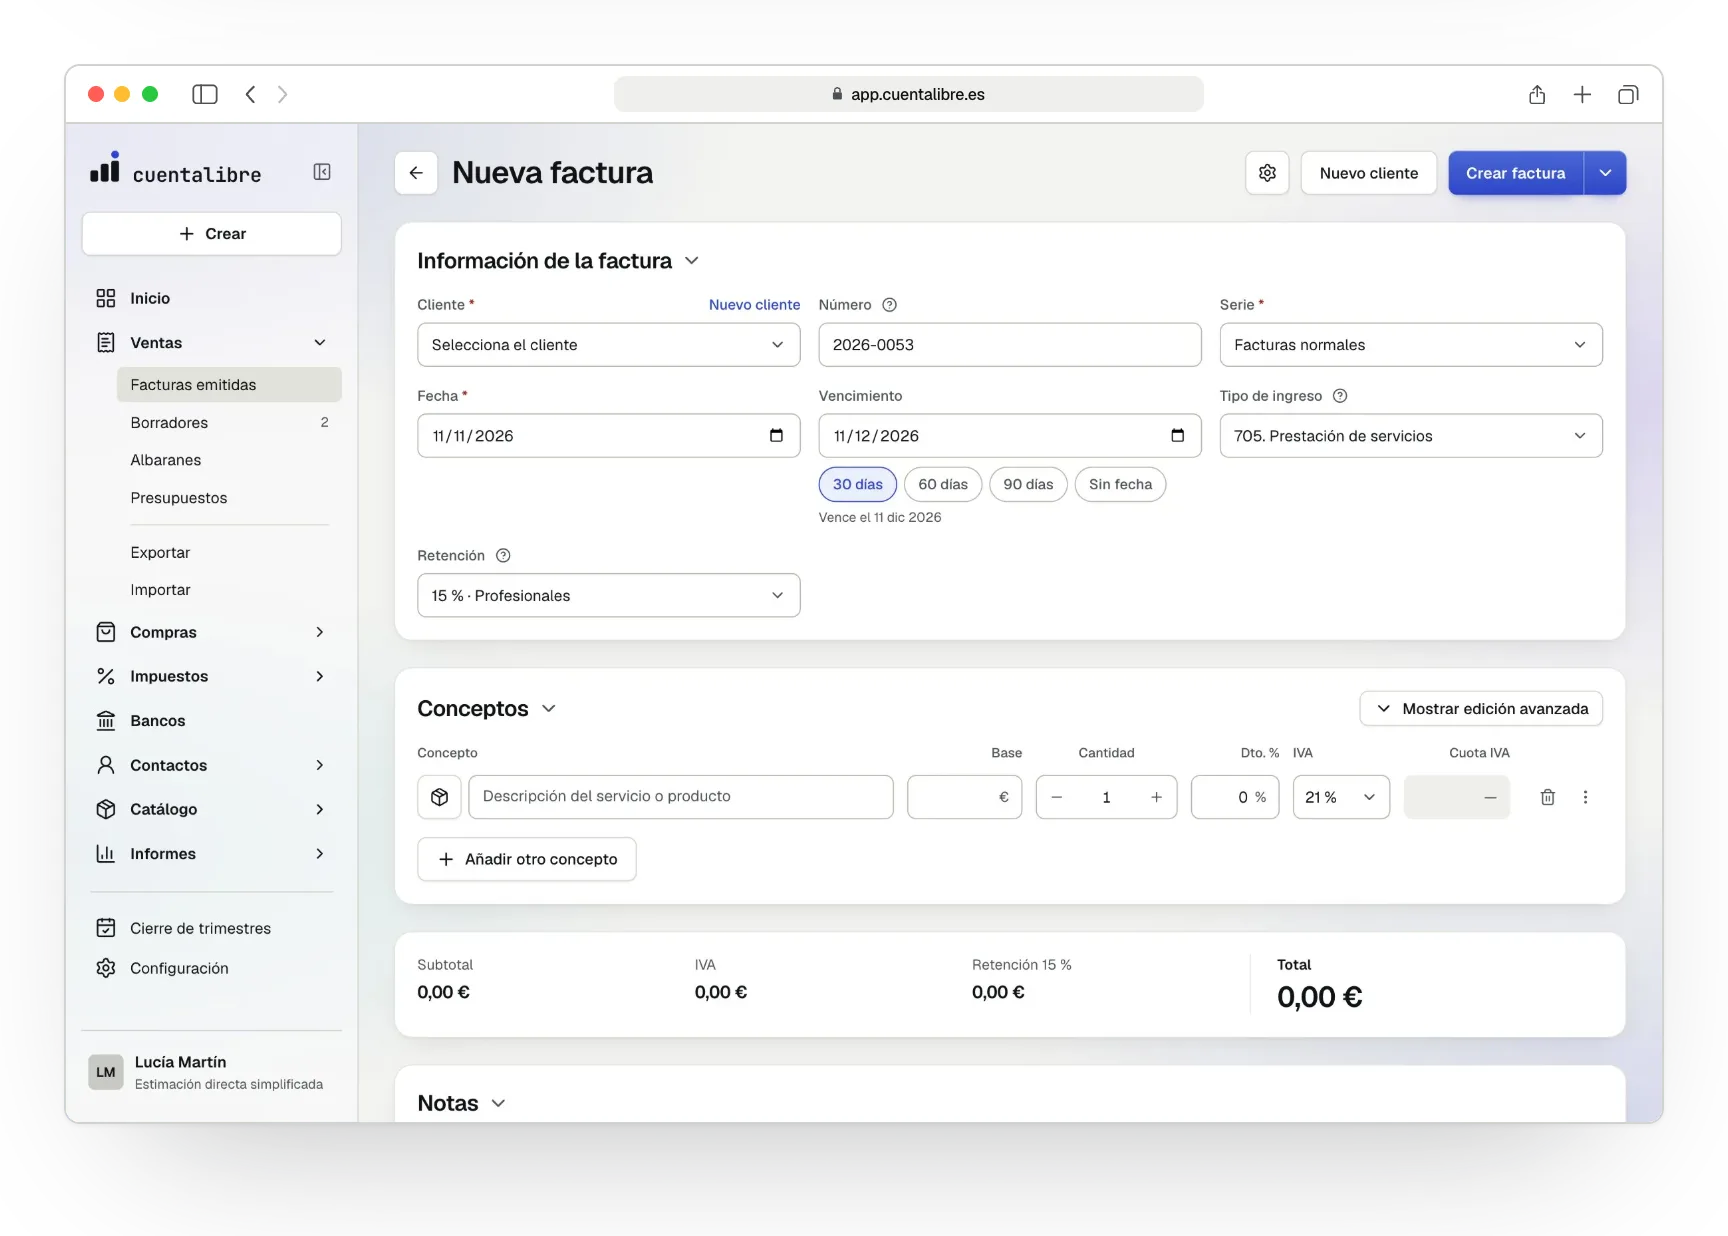 app.cuentalibre.es
cuentalibre
Crear
Inicio
Ventas
Facturas emitidas
Borradores 2
Albaranes
Presupuestos
Exportar
Importar
Compras
Impuestos
Bancos
Contactos
Catálogo
Informes
Cierre de trimestres
Configuración
LM
Lucía Martín
Estimación directa simplificada
Nueva factura
Nuevo cliente
Crear factura
Información de la factura
Cliente * Nuevo cliente Número Serie *
Selecciona el cliente 2026-0053 Facturas normales
Fecha * Vencimiento Tipo de ingreso
11/11/2026 11/12/2026 705. Prestación de servicios
30 días 60 días 90 días Sin fecha
Vence el 11 dic 2026
Retención
15 % · Profesionales
Conceptos
Mostrar edición avanzada
Concepto Base Cantidad Dto. % IVA Cuota IVA
Descripción del servicio o producto € − 1 + 0 % 21 % —
Añadir otro concepto
Subtotal IVA Retención 15 % Total
0,00 € 0,00 € 0,00 € 0,00 €
Notas